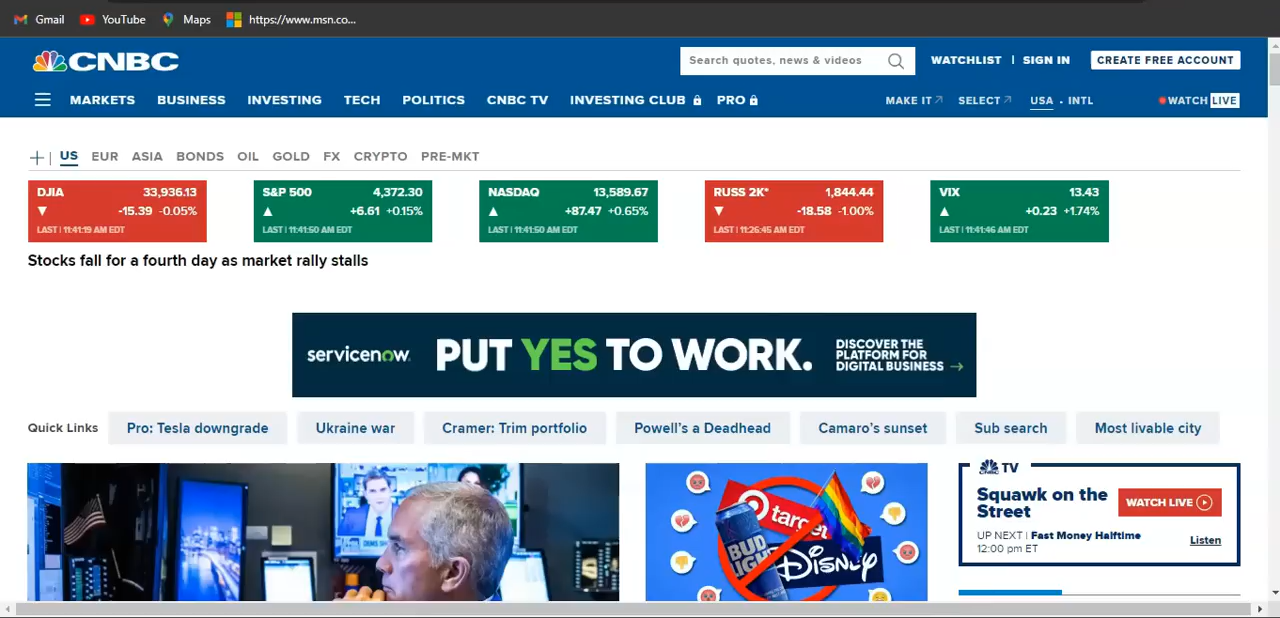 Gmail YouTube Maps https://www.msn.co...
CNBC Search quotes, news & videos WATCHLIST | SIGN IN CREATE FREE ACCOUNT
MARKETS BUSINESS INVESTING TECH POLITICS CNBC TV INVESTING CLUB PRO MAKE IT SELECT USA • INTL WATCH LIVE
+ | US EUR ASIA BONDS OIL GOLD FX CRYPTO PRE-MKT
DJIA 33,936.13
▼ -15.39 -0.05%
LAST | 11:41:19 AM EDT
S&P 500 4,372.30
▲ +6.61 +0.15%
LAST | 11:41:50 AM EDT
NASDAQ 13,589.67
▲ +87.47 +0.65%
LAST | 11:41:50 AM EDT
RUSS 2K* 1,844.44
▼ -18.58 -1.00%
LAST | 11:26:45 AM EDT
VIX 13.43
▲ +0.23 +1.74%
LAST | 11:41:46 AM EDT
Stocks fall for a fourth day as market rally stalls
servicenow. PUT YES TO WORK.
DISCOVER THE
PLATFORM FOR
DIGITAL BUSINESS →
Quick Links Pro: Tesla downgrade Ukraine war Cramer: Trim portfolio Powell's a Deadhead Camaro's sunset Sub search Most livable city
target
BUD
LIGHT
Disney
CNBC TV
Squawk on the
Street
WATCH LIVE
UP NEXT | Fast Money Halftime
12:00 pm ET
Listen